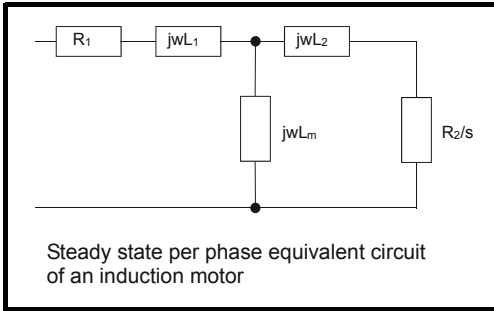 R₁
jwL₁
jwL₂
jwLₘ
R₂/s
Steady state per phase equivalent circuit
of an induction motor